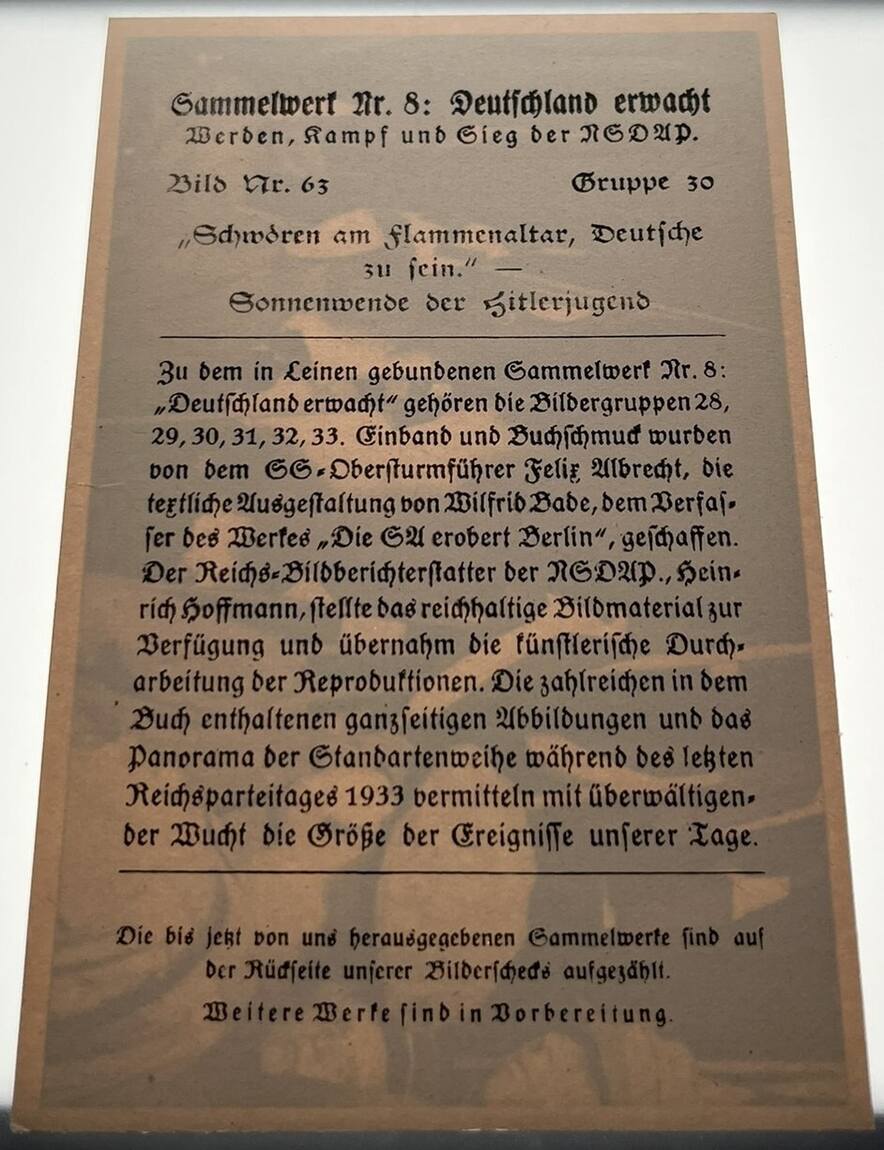 Sammelwerk Nr. 8: Deutschland erwacht
Werden, Kampf und Sieg der NSDAP.
Bild Nr. 63 Gruppe 30
„Schwören am Flammenaltar, Deutsche
zu sein.“ —
Sonnenwende der Hitlerjugend
Zu dem in Leinen gebundenen Sammelwerk Nr. 8:
„Deutschland erwacht“ gehören die Bildergruppen 28,
29, 30, 31, 32, 33. Einband und Buchschmuck wurden
von dem SS-Obersturmführer Felix Albrecht, die
textliche Ausgestaltung von Wilfrid Bade, dem Verfas-
ser des Werkes „Die SA erobert Berlin“, geschaffen.
Der Reichs-Bildberichterstatter der NSDAP., Hein-
rich Hoffmann, stellte das reichhaltige Bildmaterial zur
Verfügung und übernahm die künstlerische Durch-
arbeitung der Reproduktionen. Die zahlreichen in dem
Buch enthaltenen ganzseitigen Abbildungen und das
Panorama der Standartenweihe während des letzten
Reichsparteitages 1933 vermitteln mit überwältigen-
der Wucht die Größe der Ereignisse unserer Tage.
Die bis jetzt von uns herausgegebenen Sammelwerke sind auf
der Rückseite unserer Bilderschecks aufgezählt.
Weitere Werke sind in Vorbereitung.